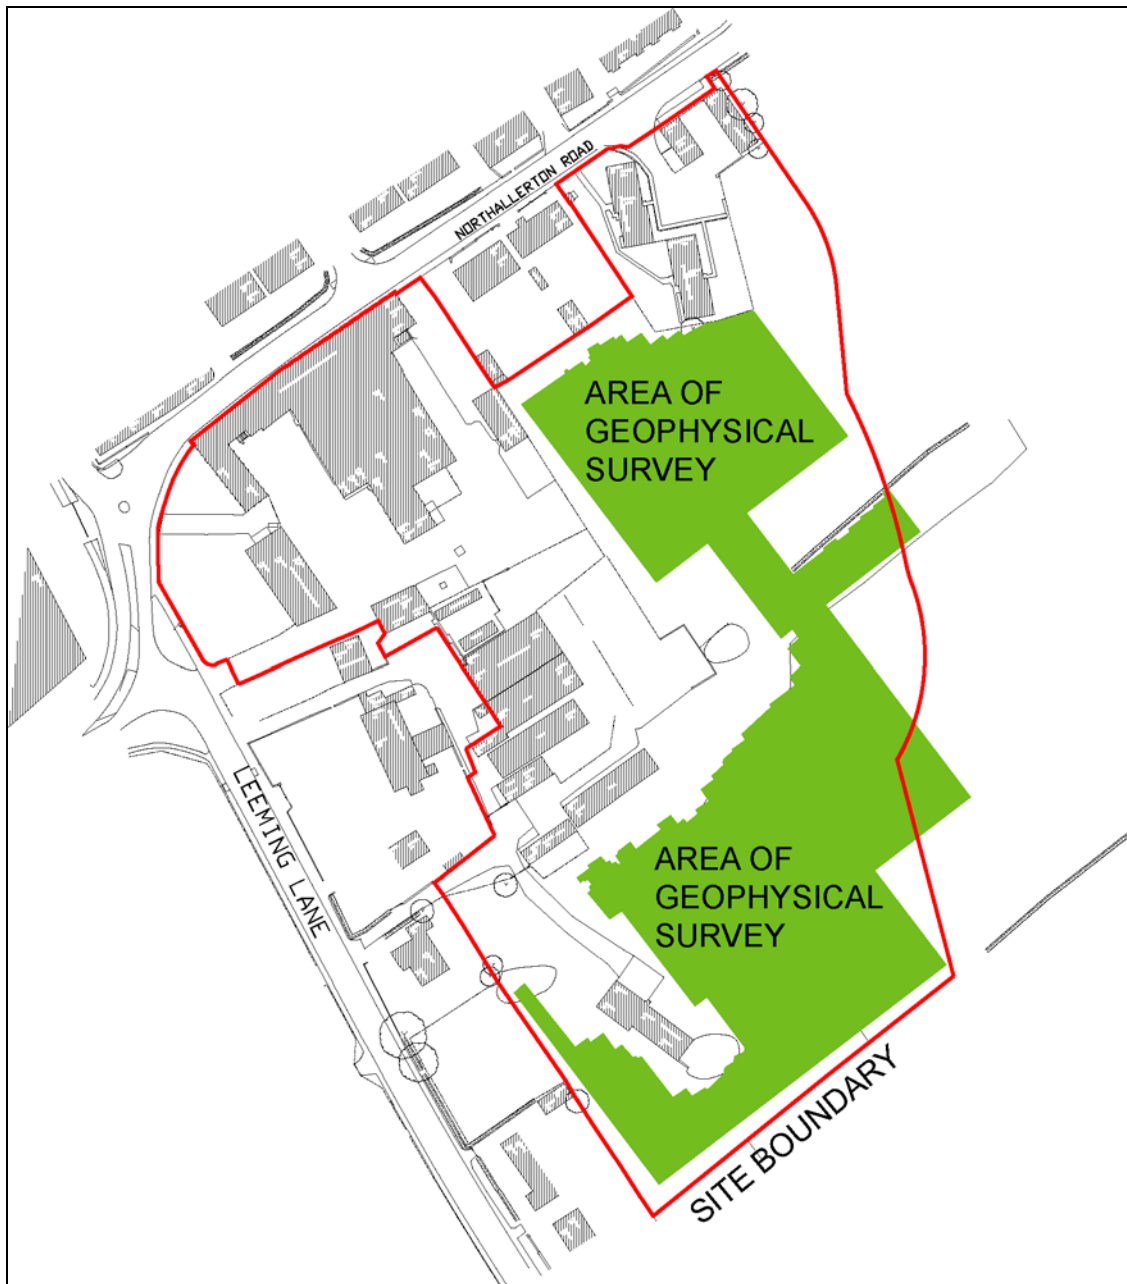 NORTHALLERTON ROAD
AREA OF
GEOPHYSICAL
SURVEY
LEEMING LANE
AREA OF
GEOPHYSICAL
SURVEY
SITE BOUNDARY